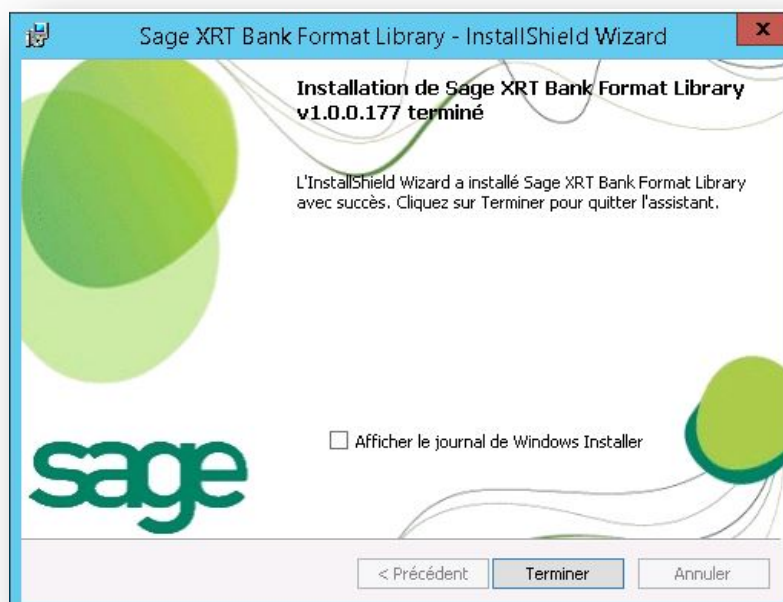 Sage XRT Bank Format Library - InstallShield Wizard
x
Installation de Sage XRT Bank Format Library
v1.0.0.177 terminé
L'InstallShield Wizard a installé Sage XRT Bank Format Library
avec succès. Cliquez sur Terminer pour quitter l'assistant.
Afficher le journal de Windows Installer
sage
< Précédent Terminer Annuler